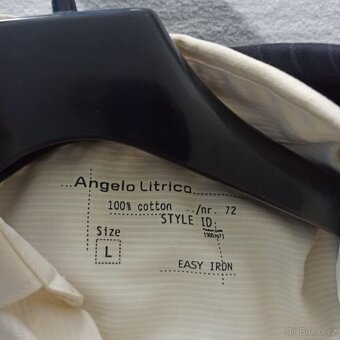 Angelo Litrico
100% cotton /nr. 72
STYLE ID:
Size
L
EASY IRON